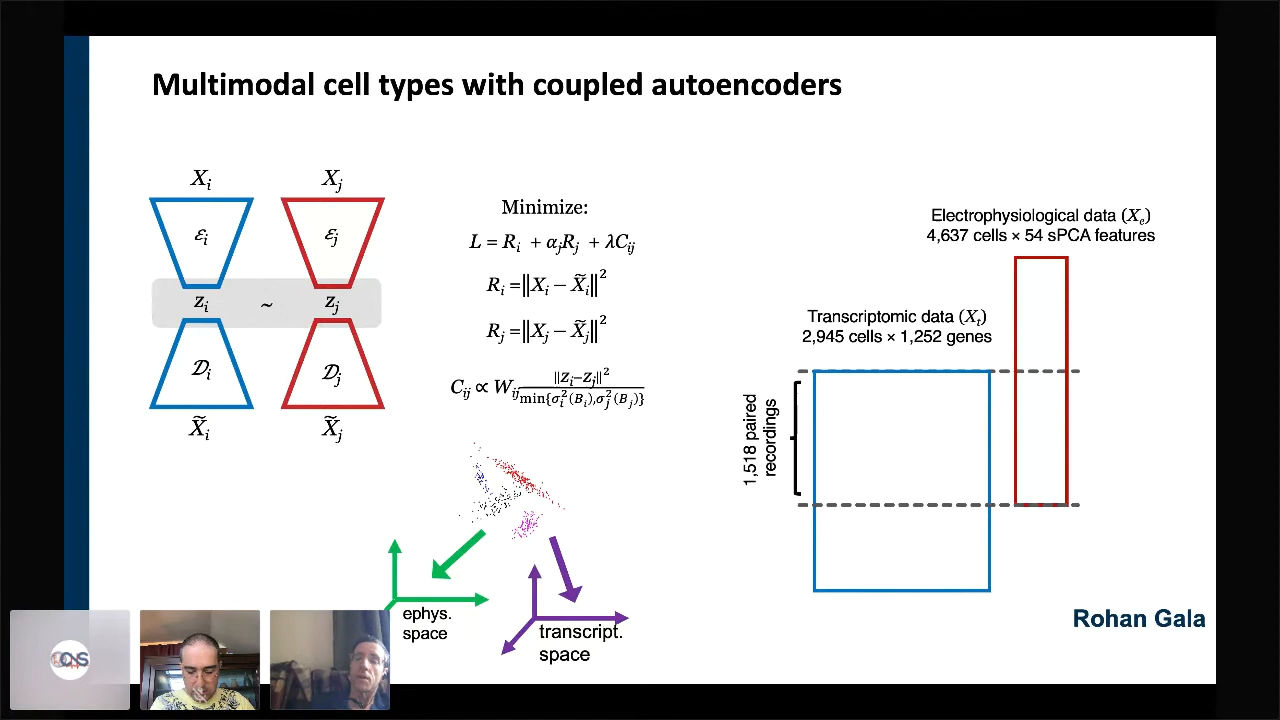 Multimodal cell types with coupled autoencoders
Xᵢ
Xⱼ
ℰᵢ
ℰⱼ
zᵢ ~ zⱼ
𝒟ᵢ
𝒟ⱼ
X̃ᵢ
X̃ⱼ
Minimize:
L = Rᵢ + αⱼRⱼ + λCᵢⱼ
Rᵢ =‖Xᵢ − X̃ᵢ‖²
Rⱼ =‖Xⱼ − X̃ⱼ‖²
Cᵢⱼ ∝ Wᵢⱼ ‖Zᵢ−Zⱼ‖² / min{σᵢ²(Bᵢ),σⱼ²(Bⱼ)}
ephys.
space
transcript.
space
Electrophysiological data (Xₑ)
4,637 cells × 54 sPCA features
Transcriptomic data (Xₜ)
2,945 cells × 1,252 genes
1,518 paired
recordings
Rohan Gala